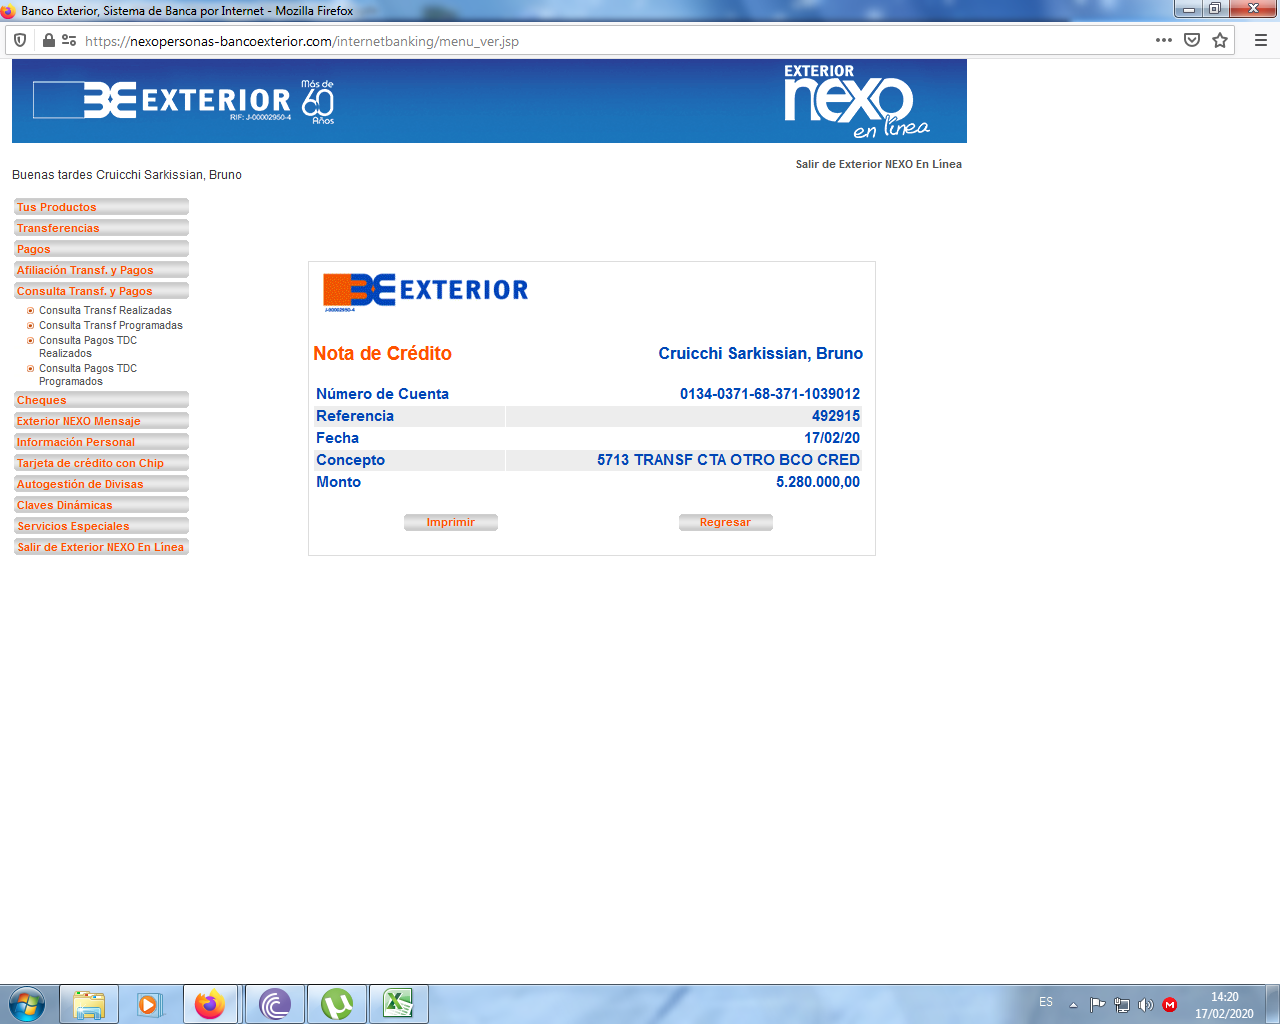 Banco Exterior, Sistema de Banca por Internet - Mozilla Firefox
https://nexopersonas-bancoexterior.com/internetbanking/menu_ver.jsp
EXTERIOR
RIF: J-00002950-4
Más de
60
Años
EXTERIOR
nexo
en línea
Salir de Exterior NEXO En Línea
Buenas tardes Cruicchi Sarkissian, Bruno
Tus Productos
Transferencias
Pagos
Afiliación Transf. y Pagos
Consulta Transf. y Pagos
Consulta Transf Realizadas
Consulta Transf Programadas
Consulta Pagos TDC
Realizados
Consulta Pagos TDC
Programados
Cheques
Exterior NEXO Mensaje
Información Personal
Tarjeta de crédito con Chip
Autogestión de Divisas
Claves Dinámicas
Servicios Especiales
Salir de Exterior NEXO En Línea
EXTERIOR
J-00002950-4
Nota de Crédito Cruicchi Sarkissian, Bruno
Número de Cuenta 0134-0371-68-371-1039012
Referencia 492915
Fecha 17/02/20
Concepto 5713 TRANSF CTA OTRO BCO CRED
Monto 5.280.000,00
Imprimir Regresar
ES
14:20
17/02/2020